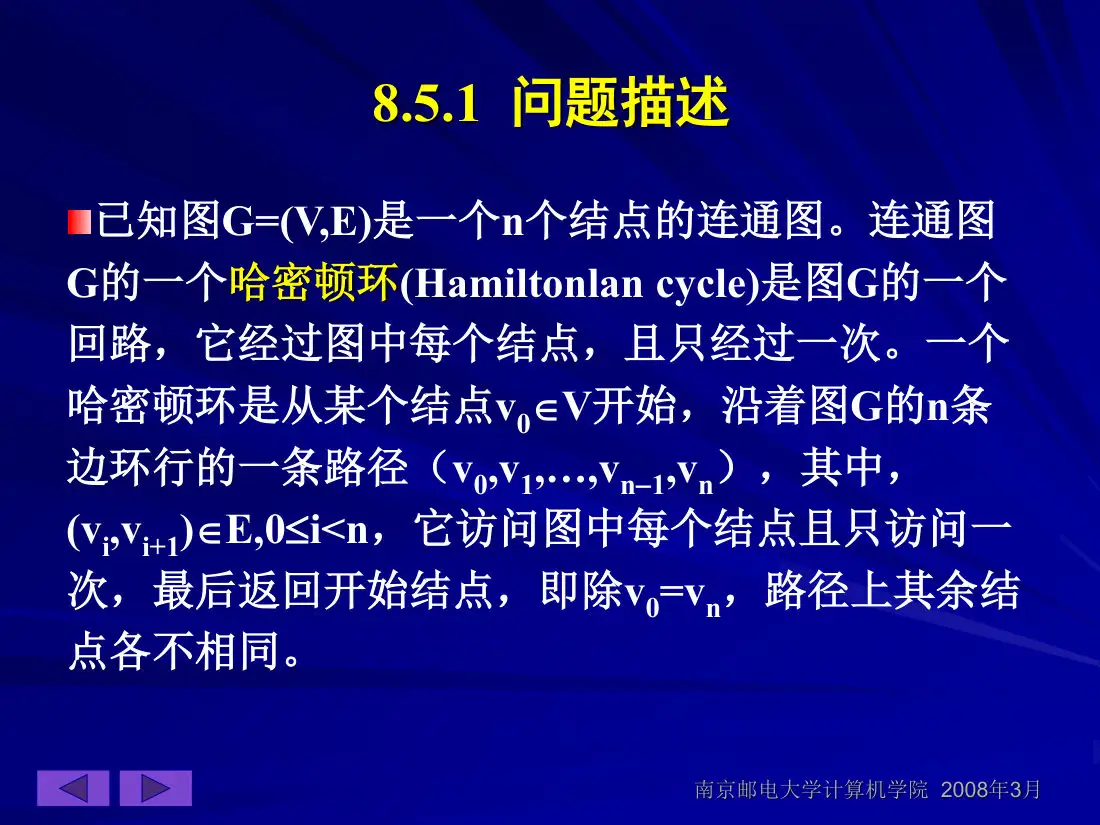 8.5.1 问题描述
已知图G=(V,E)是一个n个结点的连通图。连通图
G的一个哈密顿环(Hamiltonlan cycle)是图G的一个
回路，它经过图中每个结点，且只经过一次。一个
哈密顿环是从某个结点v₀∈V开始，沿着图G的n条
边环行的一条路径（v₀,v₁,…,vₙ₋₁,vₙ），其中，
(vᵢ,vᵢ₊₁)∈E,0≤i<n，它访问图中每个结点且只访问一
次，最后返回开始结点，即除v₀=vₙ，路径上其余结
点各不相同。
南京邮电大学计算机学院 2008年3月